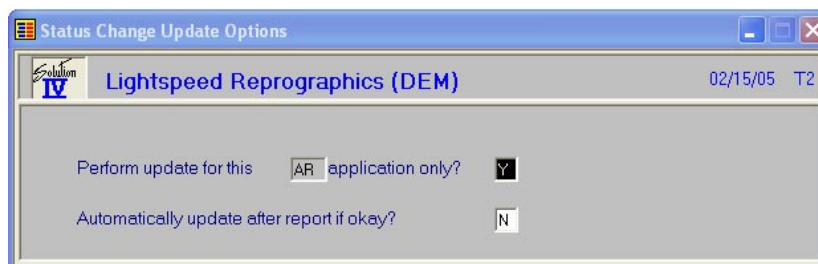 Status Change Update Options
Solution IV
Lightspeed Reprographics (DEM)
02/15/05 T2
Perform update for this AR application only? Y
Automatically update after report if okay? N